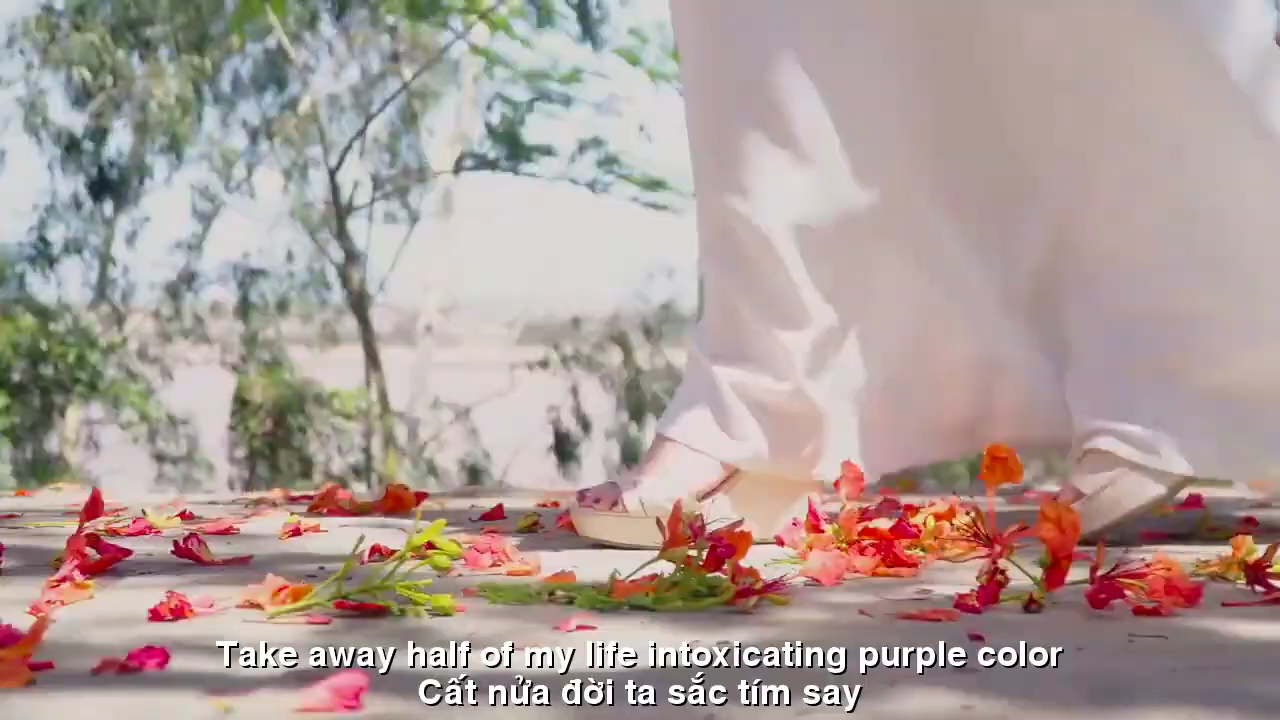 Take away half of my life intoxicating purple color
Cất nửa đời ta sắc tím say